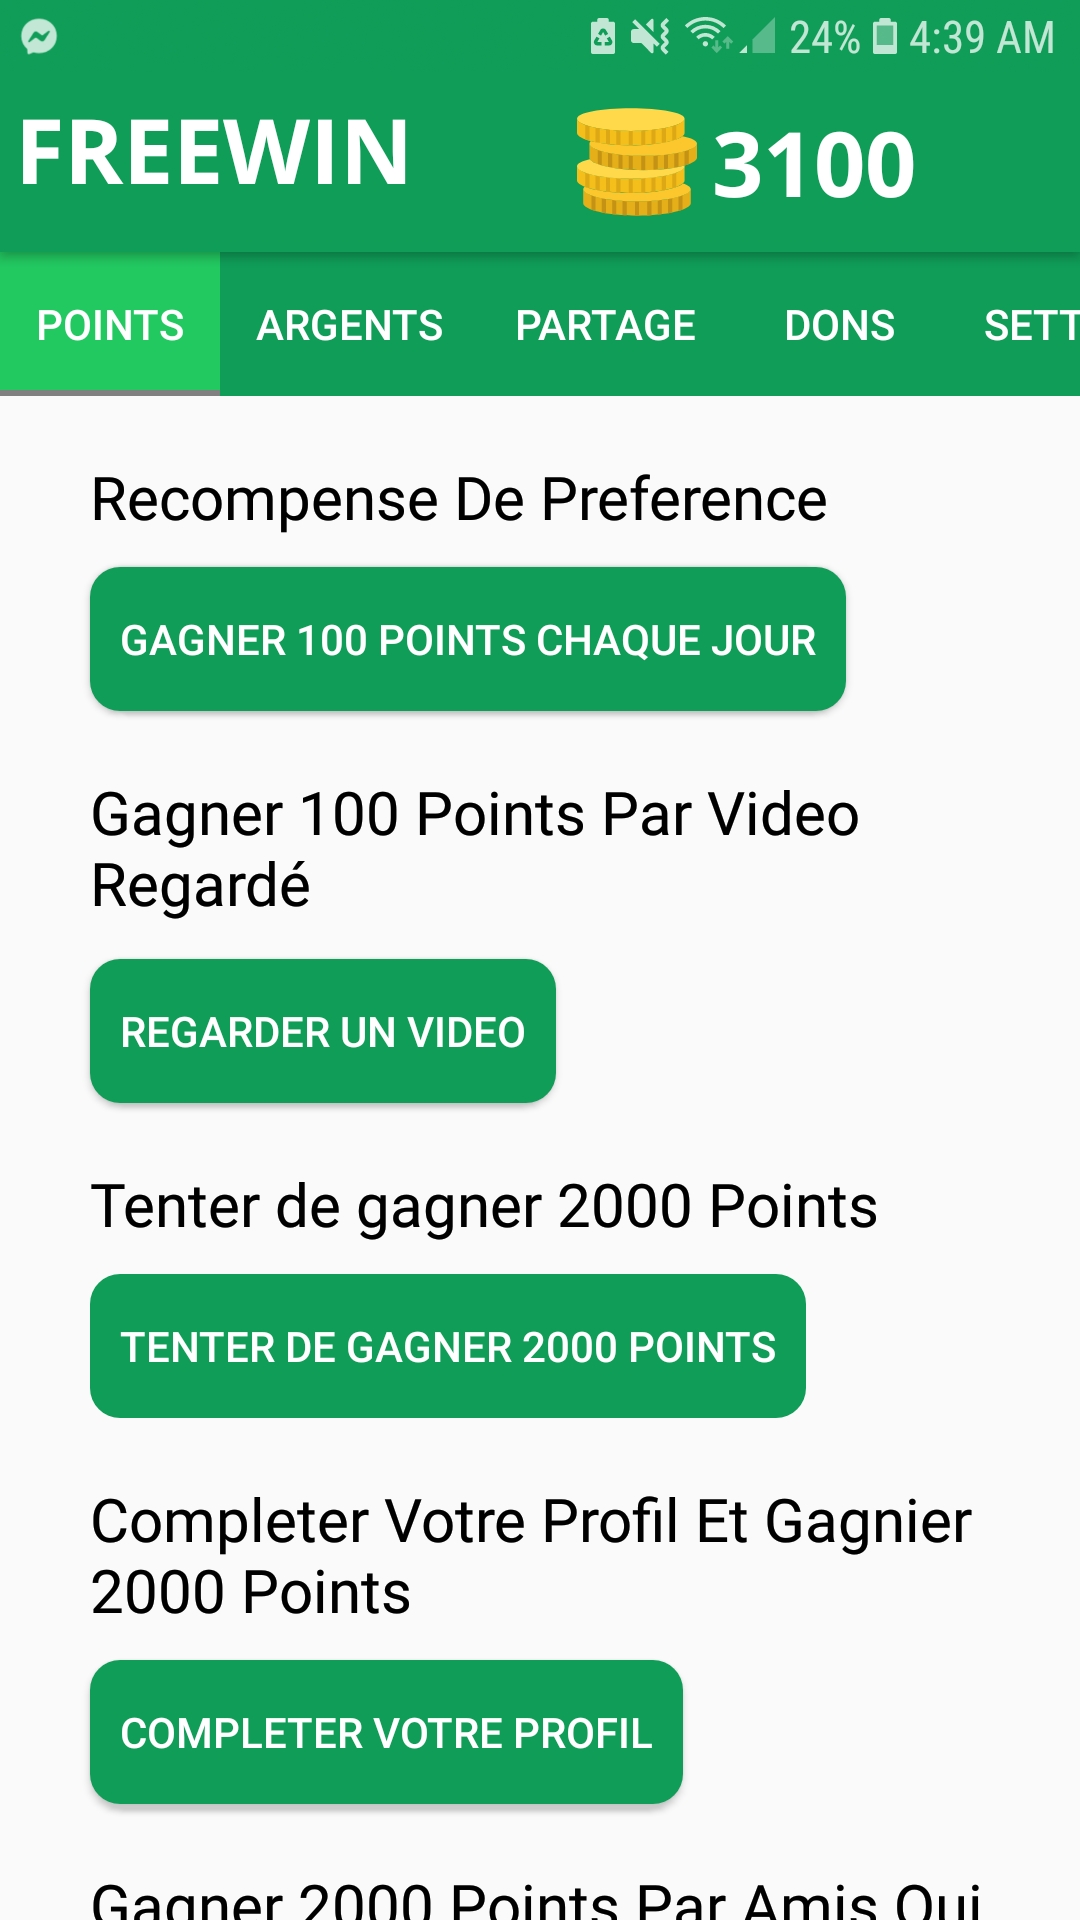 24% 4:39 AM
FREEWIN 3100
POINTS ARGENTS PARTAGE DONS SETT
Recompense De Preference
GAGNER 100 POINTS CHAQUE JOUR
Gagner 100 Points Par Video
Regardé
REGARDER UN VIDEO
Tenter de gagner 2000 Points
TENTER DE GAGNER 2000 POINTS
Completer Votre Profil Et Gagnier
2000 Points
COMPLETER VOTRE PROFIL
Gagner 2000 Points Par Amis Qui